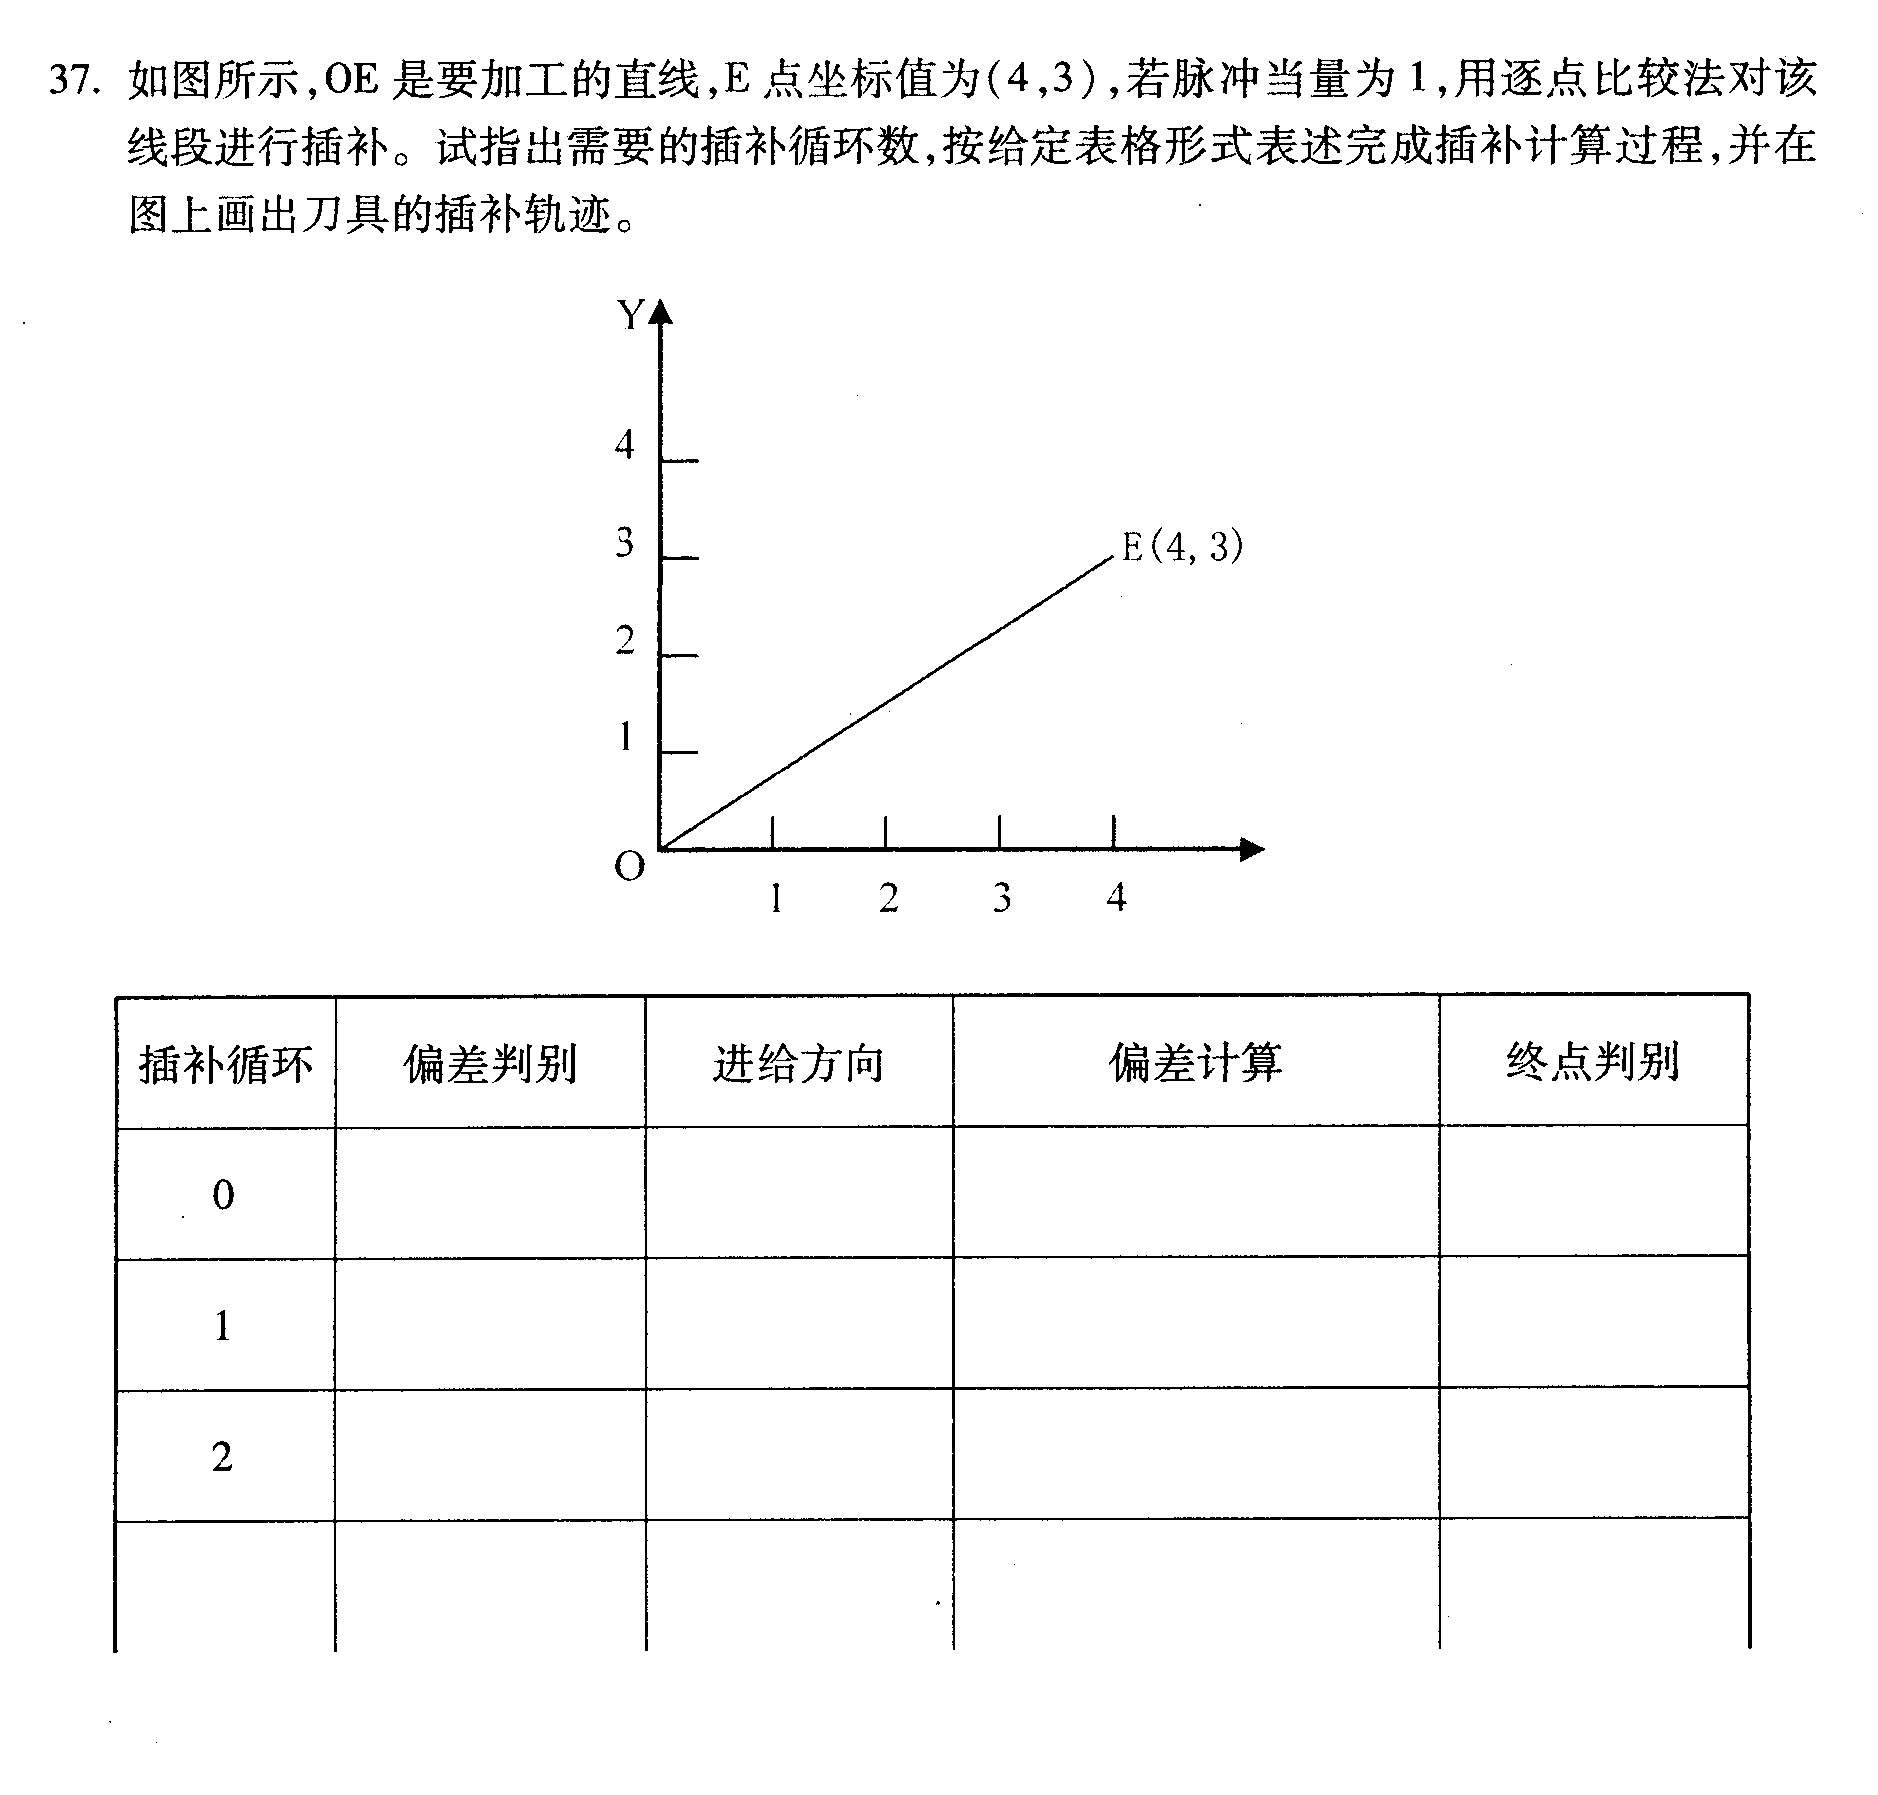 37. 如图所示,OE 是要加工的直线,E 点坐标值为(4,3),若脉冲当量为 1,用逐点比较法对该
线段进行插补。试指出需要的插补循环数,按给定表格形式表述完成插补计算过程,并在
图上画出刀具的插补轨迹。
Y
4
3
E(4,3)
2
1
O
1 2 3 4
插补循环 偏差判别 进给方向 偏差计算 终点判别
0
1
2